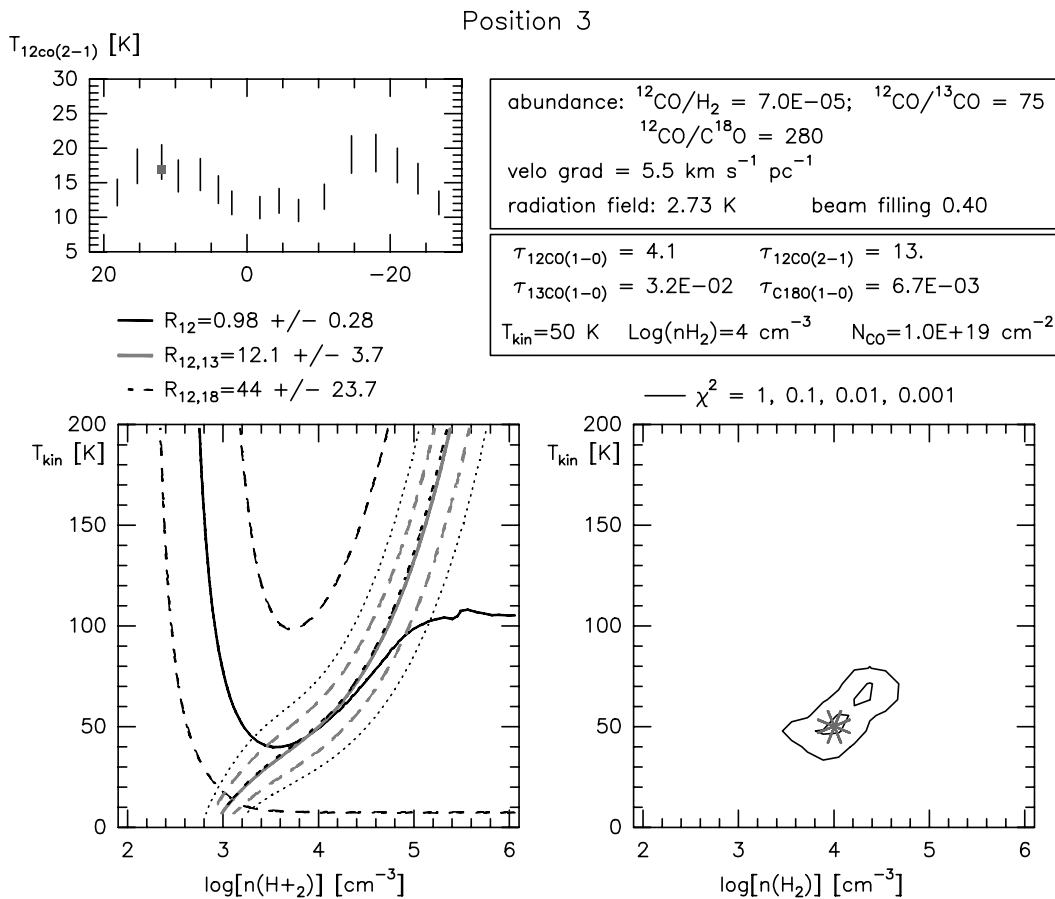 Position 3
T12co(2−1) [K]
30
25
20
15
10
5
20 0 −20
abundance: 12CO/H2 = 7.0E−05; 12CO/13CO = 75
12CO/C18O = 280
velo grad = 5.5 km s−1 pc−1
radiation field: 2.73 K beam filling 0.40
τ12CO(1−0) = 4.1 τ12CO(2−1) = 13.
τ13CO(1−0) = 3.2E−02 τC18O(1−0) = 6.7E−03
Tkin=50 K Log(nH2)=4 cm−3 NCO=1.0E+19 cm−2
R12=0.98 +/− 0.28
R12,13=12.1 +/− 3.7
R12,18=44 +/− 23.7
χ2 = 1, 0.1, 0.01, 0.001
200
Tkin [K]
150
100
50
0
2 3 4 5 6
log[n(H+2)] [cm−3]
200
Tkin [K]
150
100
50
0
2 3 4 5 6
log[n(H2)] [cm−3]